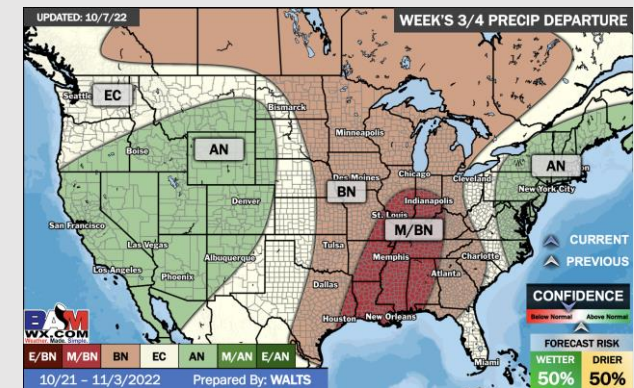 UPDATED: 10/7/22
WEEK'S 3/4 PRECIP DEPARTURE
Seattle
EC
Bismarck
Minneapolis
Boise
AN
AN
Des Moines
Chicago
Cleveland
New York City
BN
Denver
Indianapolis
St. Louis
M/BN
San Francisco
Las Vegas
Tulsa
Memphis
Charlotte
CURRENT
PREVIOUS
Los Angeles
Albuquerque
Phoenix
Atlanta
Dallas
CONFIDENCE
Below Normal Above Normal
Houston
New Orleans
BAM
WX.COM
Weather. Made. Simple.
Miami
FORECAST RISK
WETTER DRIER
50% 50%
E/BN M/BN BN EC AN M/AN E/AN
10/21 – 11/3/2022 Prepared By: WALTS